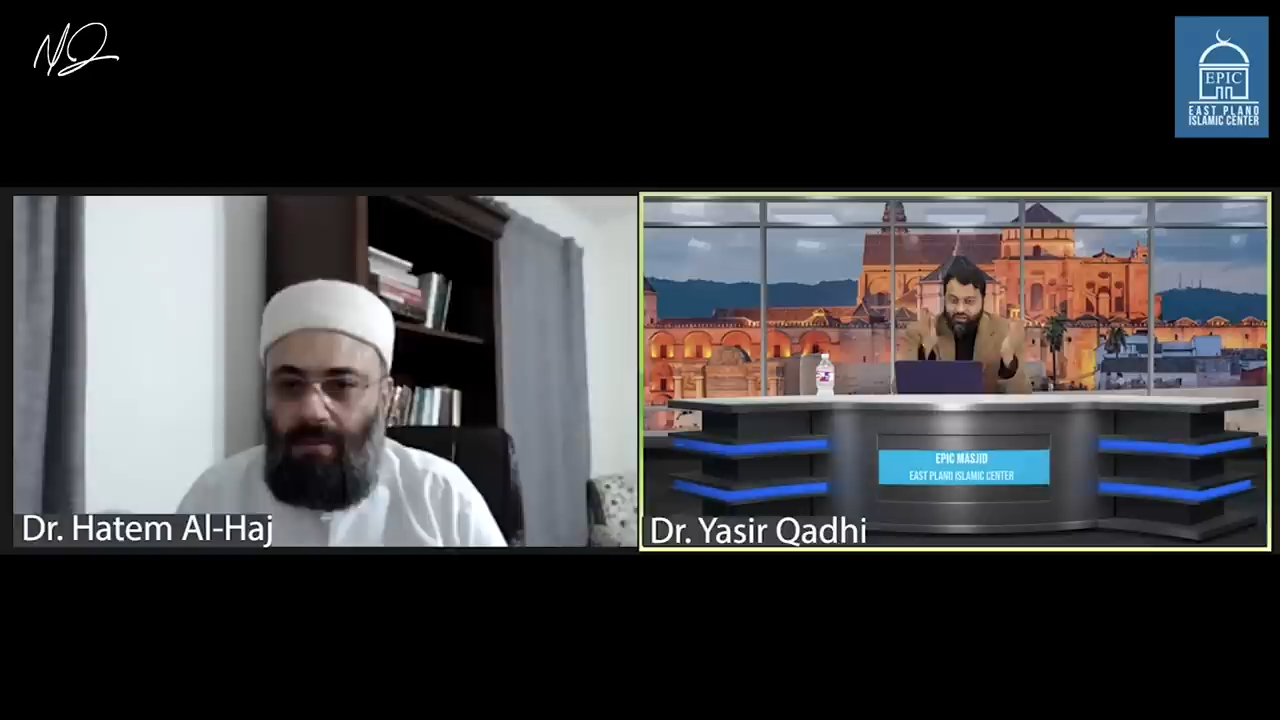 EPIC
EAST PLANO
ISLAMIC CENTER
EPIC MASJID
EAST PLANO ISLAMIC CENTER
Dr. Hatem Al-Haj
Dr. Yasir Qadhi